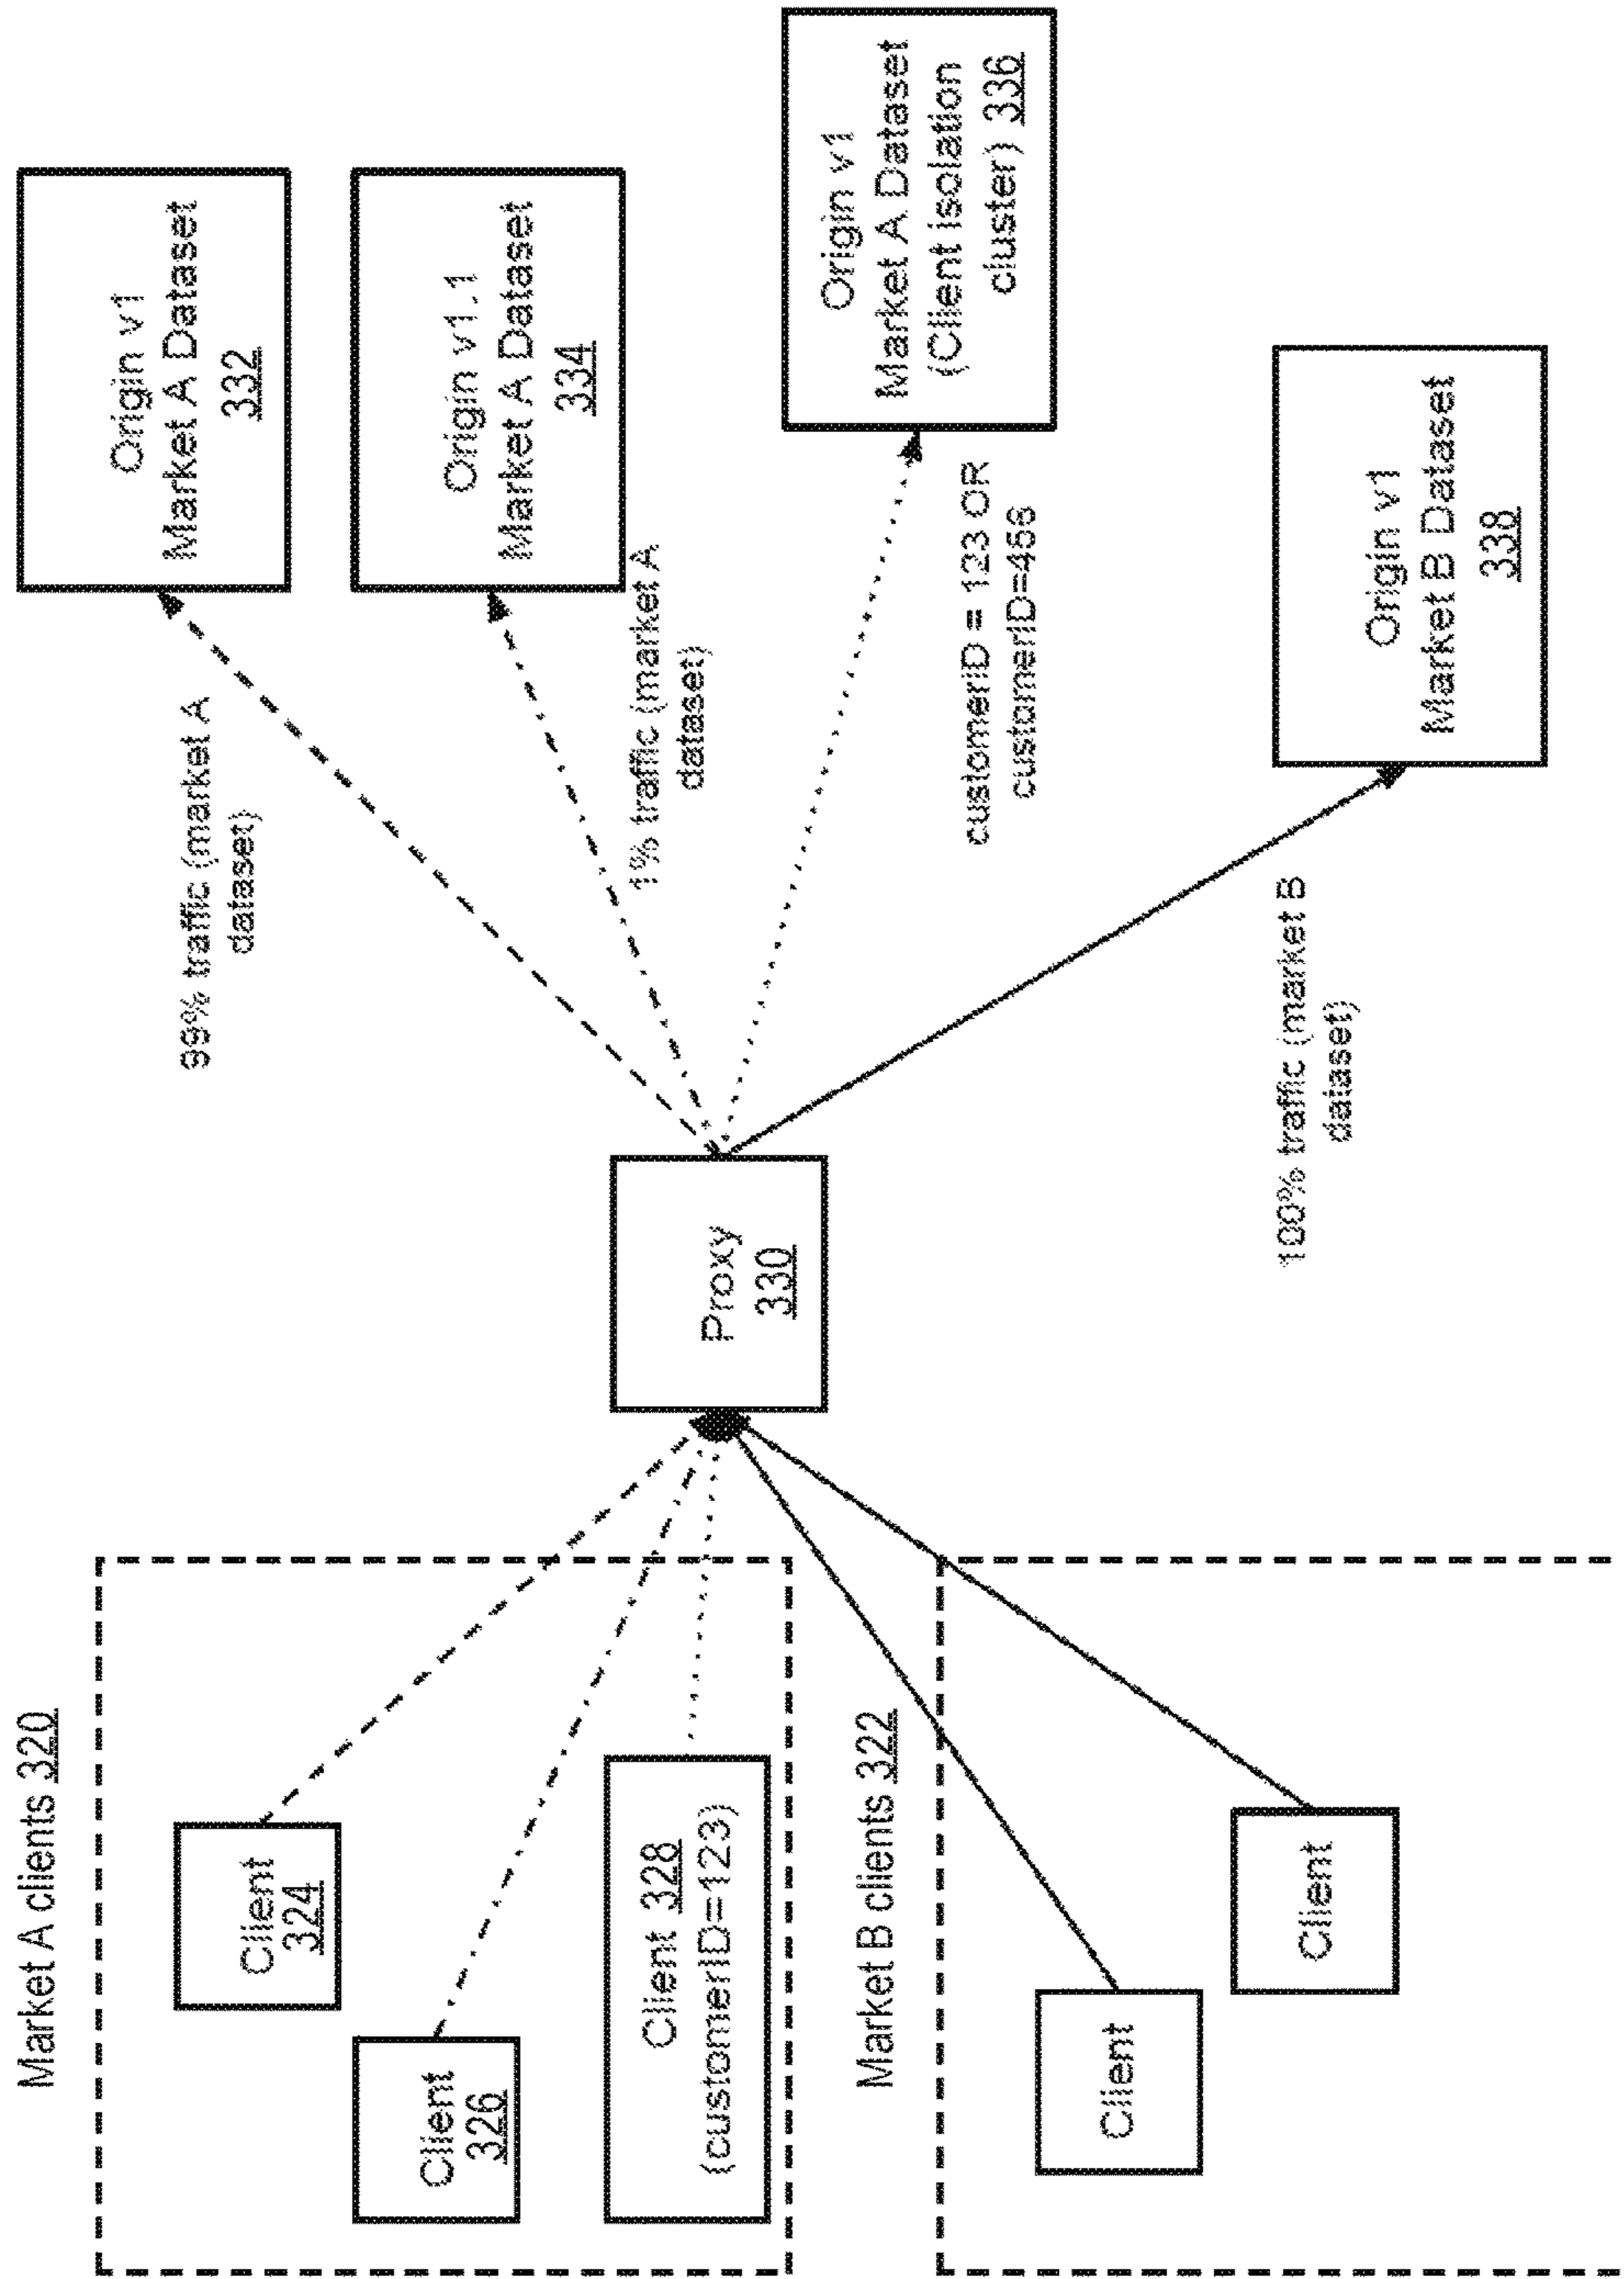 Market A clients 320
Client
324
Client
326
Client 328
(customerID=123)
Market B clients 322
Client
Client
Proxy
330
99% traffic (market A
dataset)
1% traffic (market A
dataset)
customerID = 123 OR
customerID=456
100% traffic (market B
dataset)
Origin v1
Market A Dataset
332
Origin v1.1
Market A Dataset
334
Origin v1
Market A Dataset
(Client isolation
cluster) 336
Origin v1
Market B Dataset
338